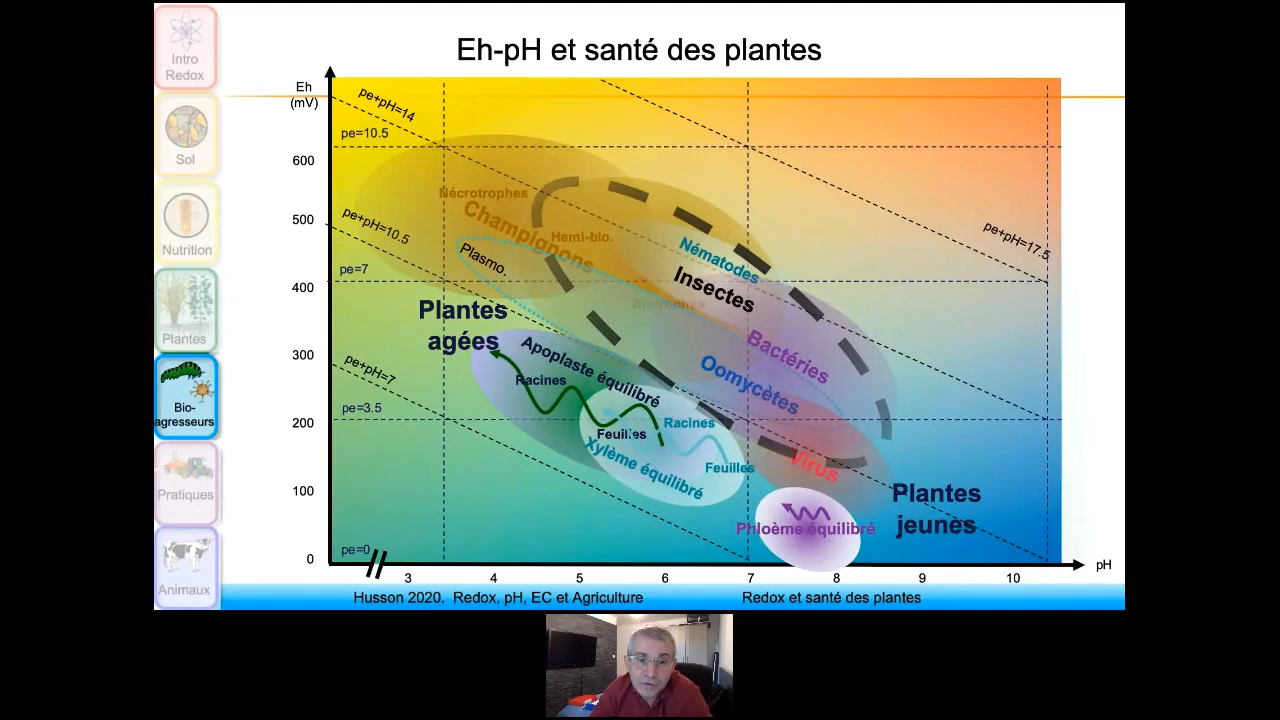 Eh-pH et santé des plantes
Intro
Redox
Sol
Nutrition
Plantes
Bio-
agresseurs
Pratiques
Animaux
Eh
(mV)
600
500
400
300
200
100
0
pe+pH=14
pe=10.5
pe+pH=10.5
pe=7
pe+pH=7
pe=3.5
pe=0
pe+pH=17.5
Nécrotrophes
Champignons
Hemi-bio.
Plasmo.
Nématodes
Insectes
Biotrophes
Plantes
agées
Bactéries
Oomycètes
Apoplaste équilibré
Racines
Feuilles
Racines
Feuilles
Xylème équilibré
Virus
Plantes
jeunes
Phloème équilibré
3 4 5 6 7 8 9 10
pH
Husson 2020. Redox, pH, EC et Agriculture
Redox et santé des plantes